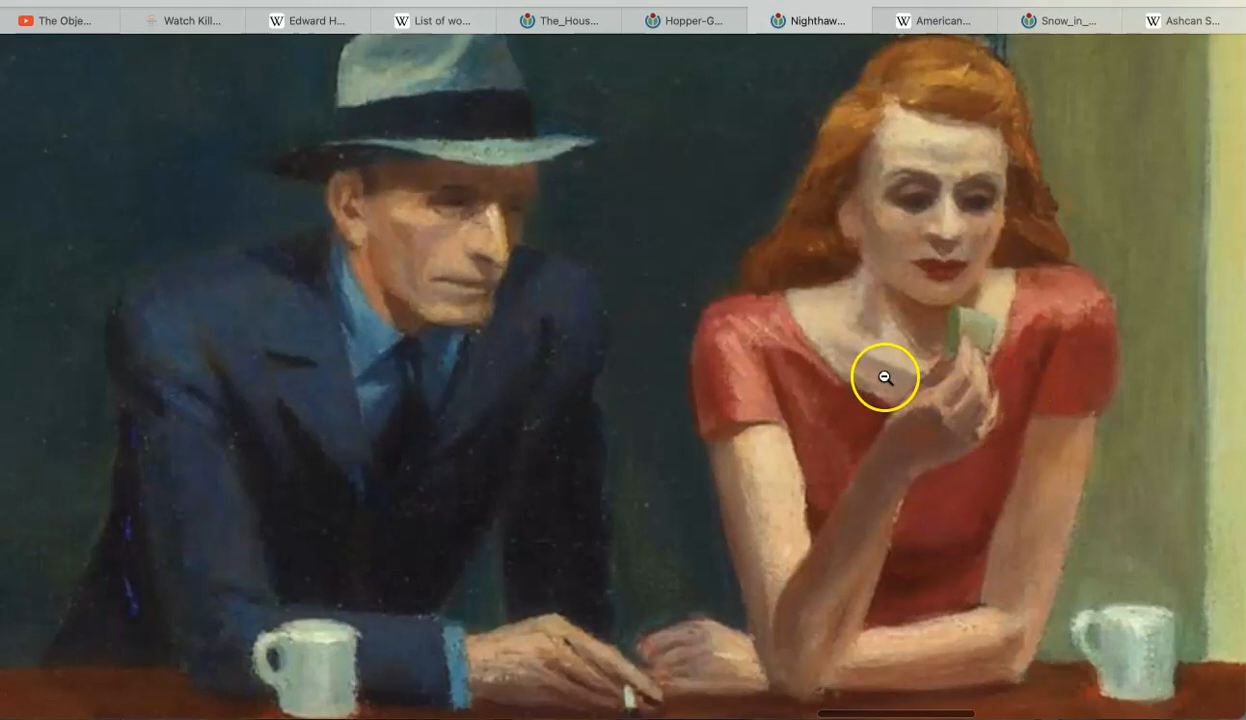 The Obje...
Watch Kill...
Edward H...
List of wo...
The_Hous...
Hopper-G...
Nighthaw...
American...
Snow_in_...
Ashcan S...